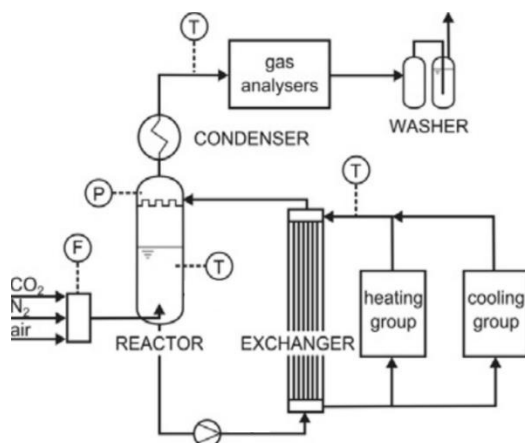 T
gas
analysers
WASHER
CONDENSER
P
T
F
T
CO₂
N₂
air
REACTOR
EXCHANGER
heating
group
cooling
group